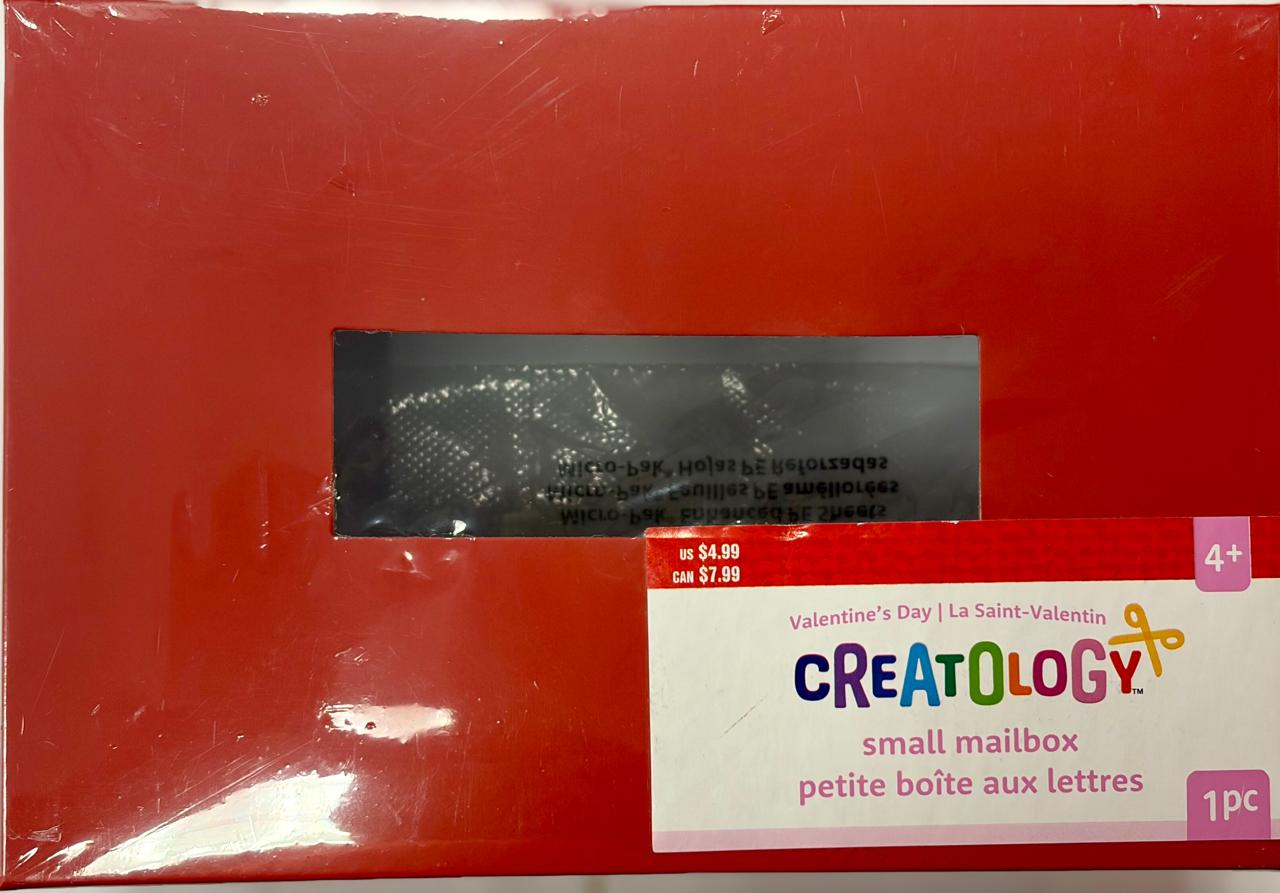 Micro-Pak® Enhanced PE Sheets
Micro-Pak® Feuilles PE améliorées
Micro-Pak® Hojas PE Reforzadas
US $4.99
CAN $7.99
4+
Valentine's Day | La Saint-Valentin
CREATOLOGY™
small mailbox
petite boîte aux lettres
1pc